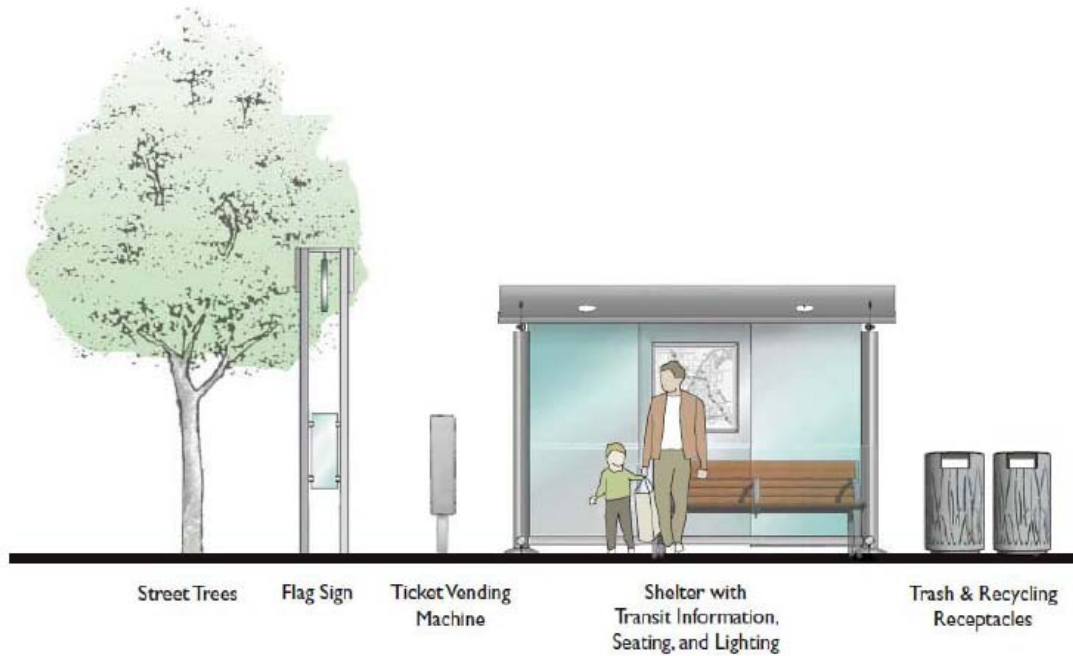 Street Trees
Flag Sign
Ticket Vending
Machine
Shelter with
Transit Information,
Seating, and Lighting
Trash & Recycling
Receptacles